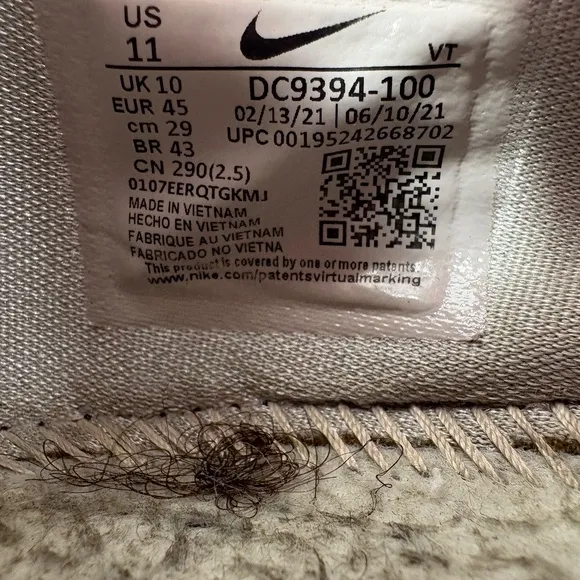 US
11
VT
UK 10
EUR 45
cm 29
BR 43
CN 290(2.5)
0107EERQTGKMJ
DC9394-100
02/13/21 | 06/10/21
UPC 00195242668702
MADE IN VIETNAM
HECHO EN VIETNAM
FABRIQUE AU VIETNAM
FABRICADO NO VIETNA
This product is covered by one or more patents
www.nike.com/patentsvirtualmarking